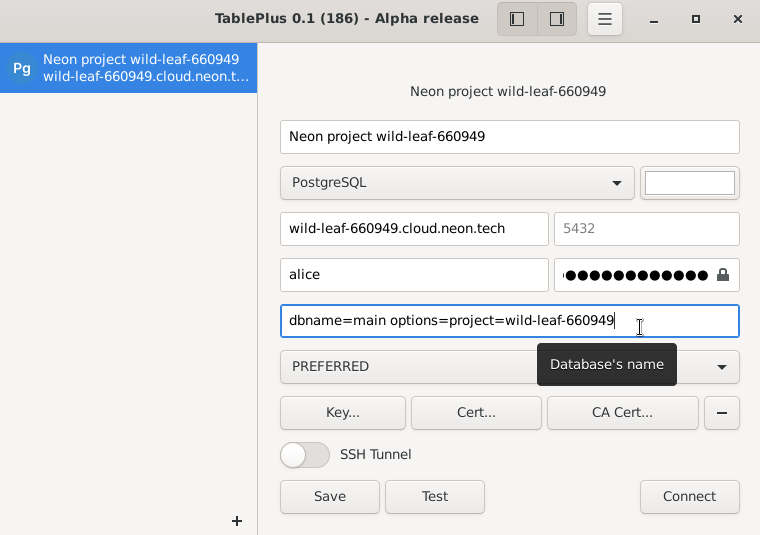 TablePlus 0.1 (186) - Alpha release
Pg
Neon project wild-leaf-660949
wild-leaf-660949.cloud.neon.t...
Neon project wild-leaf-660949
Neon project wild-leaf-660949
PostgreSQL
wild-leaf-660949.cloud.neon.tech
5432
alice
●●●●●●●●●●●●
dbname=main options=project=wild-leaf-660949
PREFERRED
Database's name
Key...
Cert...
CA Cert...
SSH Tunnel
Save
Test
Connect